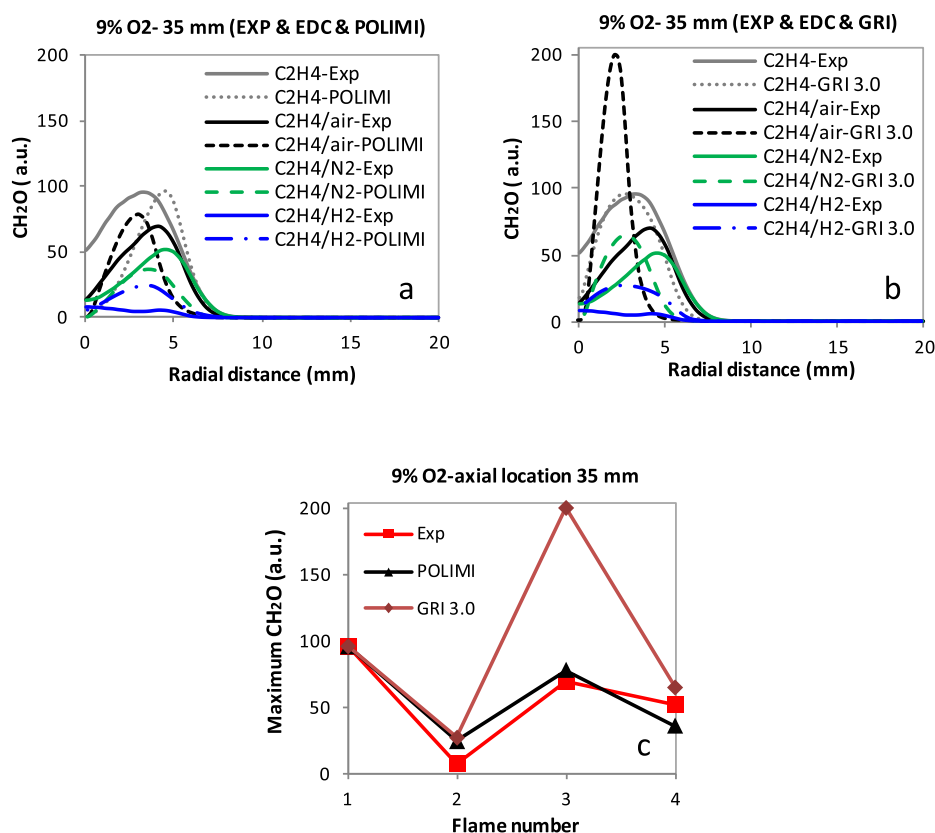 9% O2- 35 mm (EXP & EDC & POLIMI)
200
150
100
50
0
CH2O ( a.u.)
C2H4-Exp
C2H4-POLIMI
C2H4/air-Exp
C2H4/air-POLIMI
C2H4/N2-Exp
C2H4/N2-POLIMI
C2H4/H2-Exp
C2H4/H2-POLIMI
a
0 5 10 15 20
Radial distance (mm)
9% O2- 35 mm (EXP & EDC & GRI)
200
150
100
50
0
CH2O ( a.u.)
C2H4-Exp
C2H4-GRI 3.0
C2H4/air-Exp
C2H4/air-GRI 3.0
C2H4/N2-Exp
C2H4/N2-GRI 3.0
C2H4/H2-Exp
C2H4/H2-GRI 3.0
b
0 5 10 15 20
Radial distance (mm)
9% O2-axial location 35 mm
200
150
100
50
0
Maximum CH2O (a.u.)
Exp
POLIMI
GRI 3.0
c
1 2 3 4
Flame number